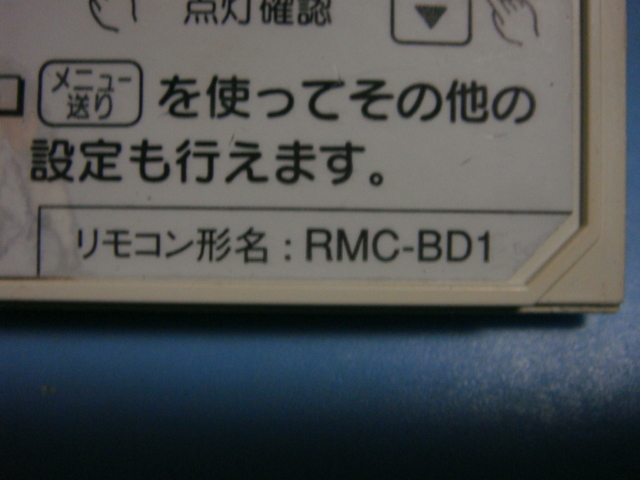 点灯確認 ▼
メニュー送り を使ってその他の
設定も行えます。
リモコン形名：RMC-BD1